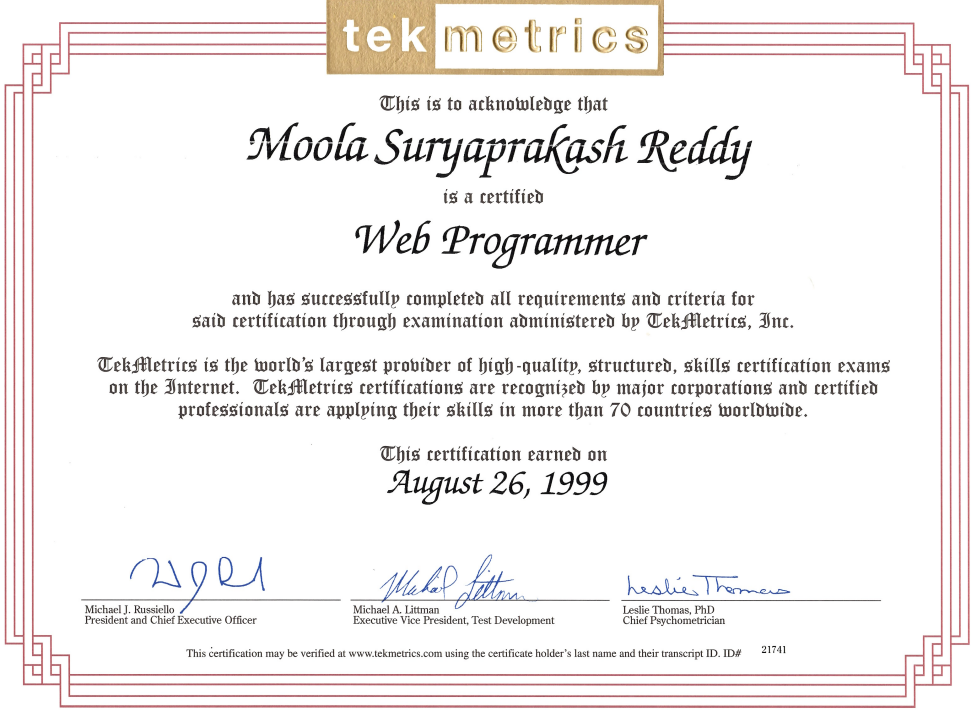 tek metrics
This is to acknowledge that
Moola Suryaprakash Reddy
is a certified
Web Programmer
and has successfully completed all requirements and criteria for
said certification through examination administered by TekMetrics, Inc.
TekMetrics is the world's largest provider of high-quality, structured, skills certification exams
on the Internet. TekMetrics certifications are recognized by major corporations and certified
professionals are applying their skills in more than 70 countries worldwide.
This certification earned on
August 26, 1999
Michael Littman Leslie Thomas
Michael J. Russiello Michael A. Littman Leslie Thomas, PhD
President and Chief Executive Officer Executive Vice President, Test Development Chief Psychometrician
This certification may be verified at www.tekmetrics.com using the certificate holder's last name and their transcript ID. ID# 21741